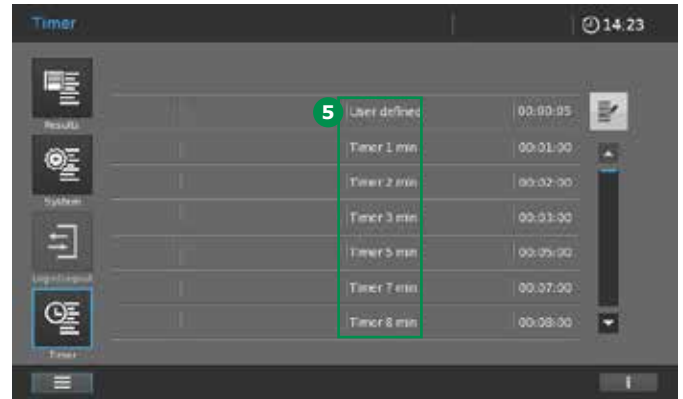 Timer
14:23
Results
5 User defined 00:00:05
Timer 1 min 00:01:00
Timer 2 min 00:02:00
System
Timer 3 min 00:03:00
Timer 5 min 00:05:00
Timer 7 min 00:07:00
Timer 8 min 00:08:00
Timer
i